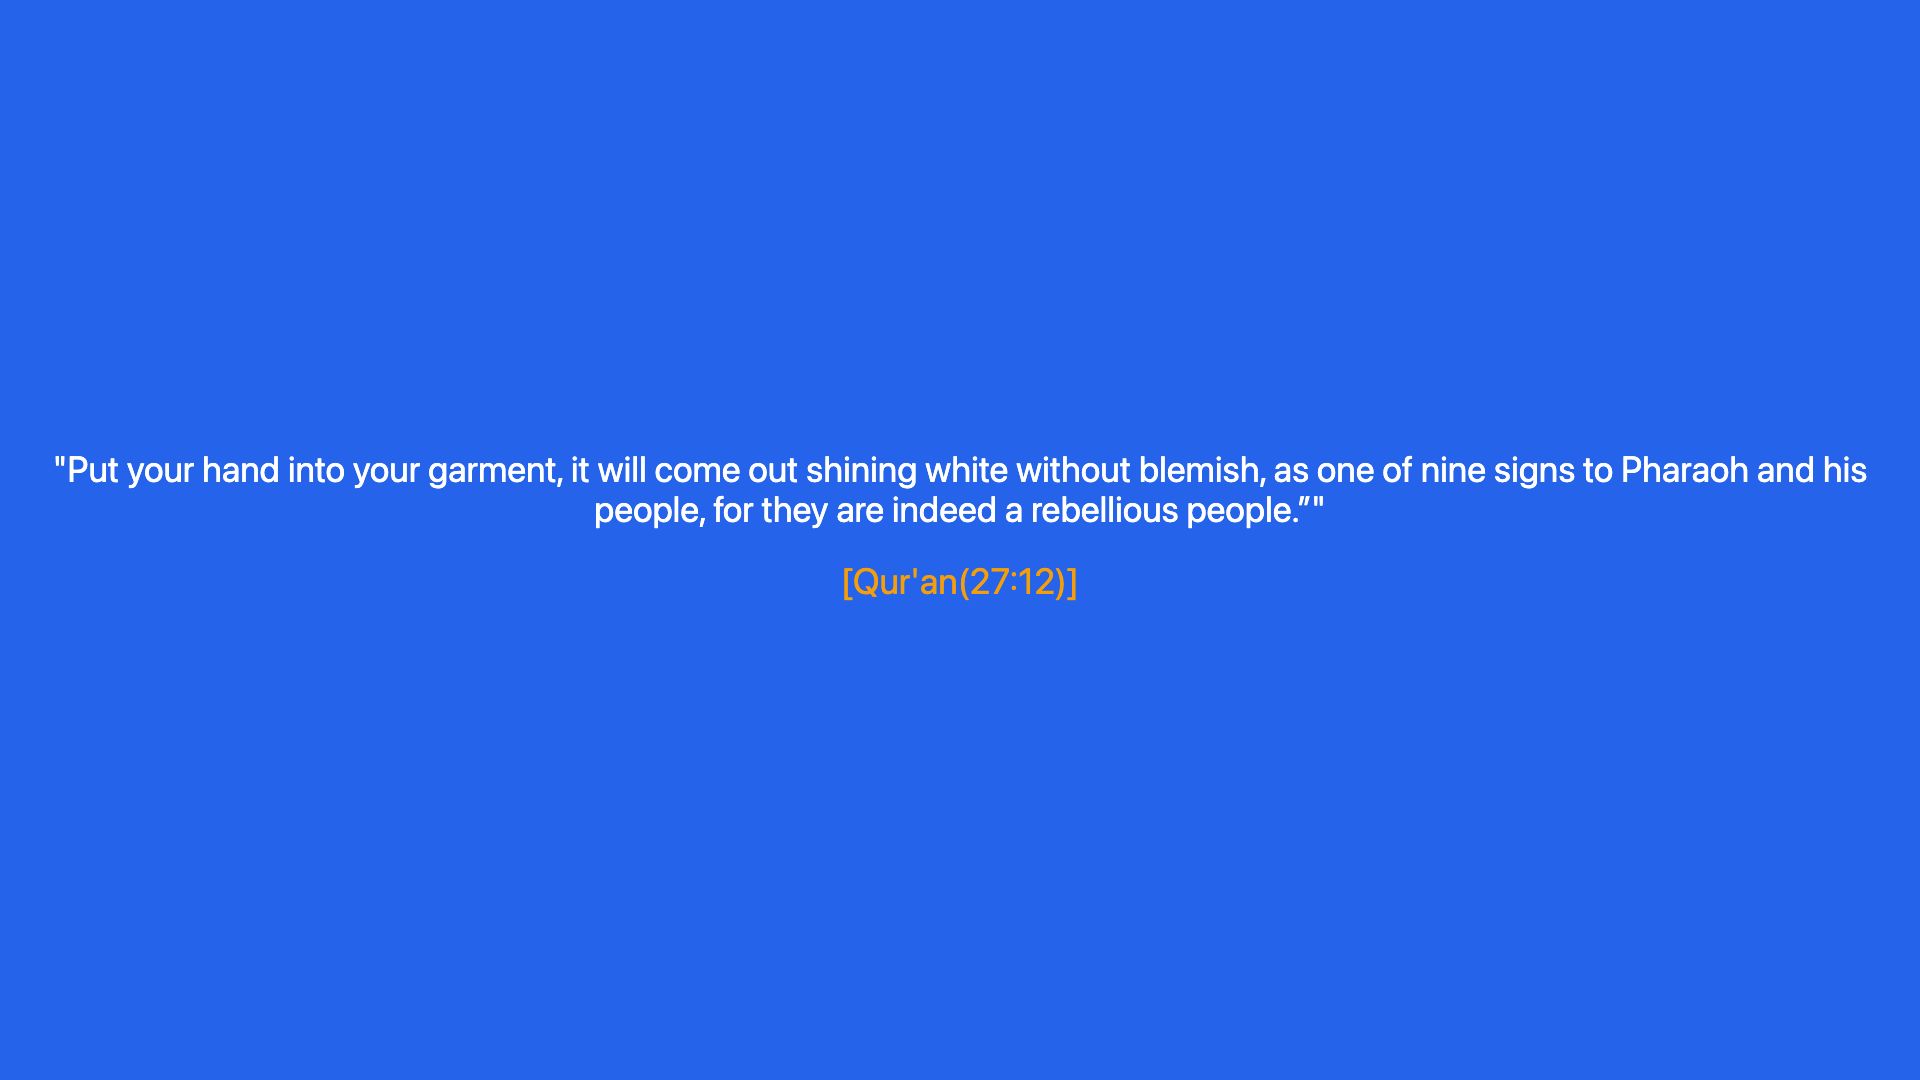 "Put your hand into your garment, it will come out shining white without blemish, as one of nine signs to Pharaoh and his
people, for they are indeed a rebellious people.”"
[Qur'an(27:12)]